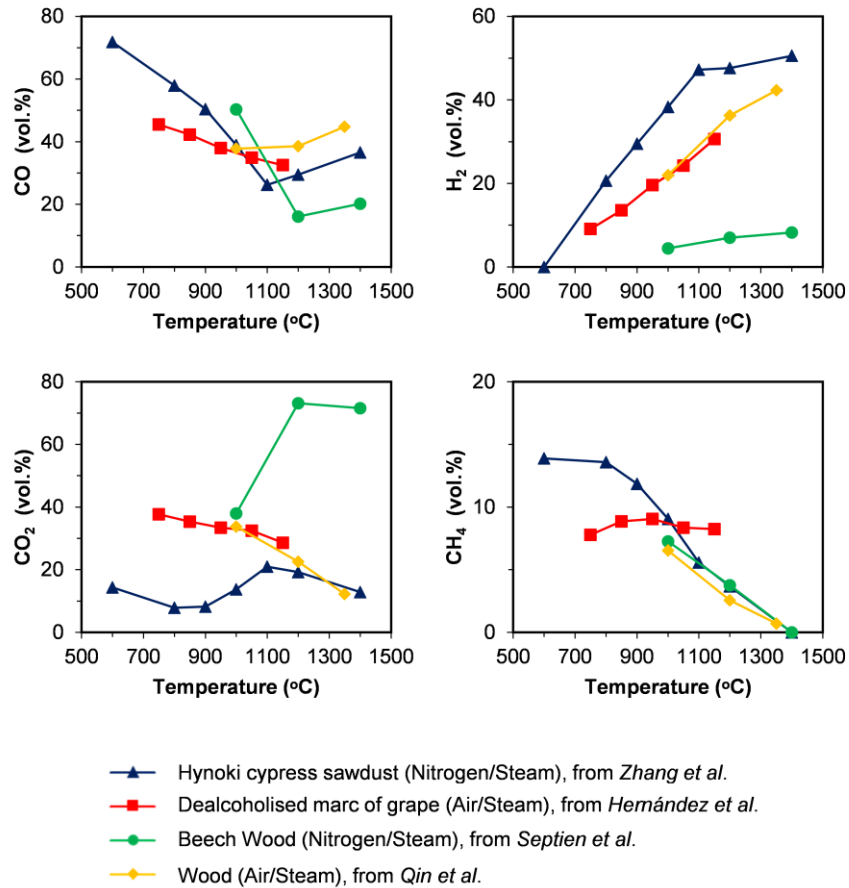 80
60
40
20
0
CO (vol.%)
500 700 900 1100 1300 1500
Temperature (ºC)
60
40
20
0
H₂ (vol.%)
500 700 900 1100 1300 1500
Temperature (ºC)
80
60
40
20
0
CO₂ (vol.%)
500 700 900 1100 1300 1500
Temperature (ºC)
20
10
0
CH₄ (vol.%)
500 700 900 1100 1300 1500
Temperature (ºC)
Hynoki cypress sawdust (Nitrogen/Steam), from Zhang et al.
Dealcoholised marc of grape (Air/Steam), from Hernández et al.
Beech Wood (Nitrogen/Steam), from Septien et al.
Wood (Air/Steam), from Qin et al.